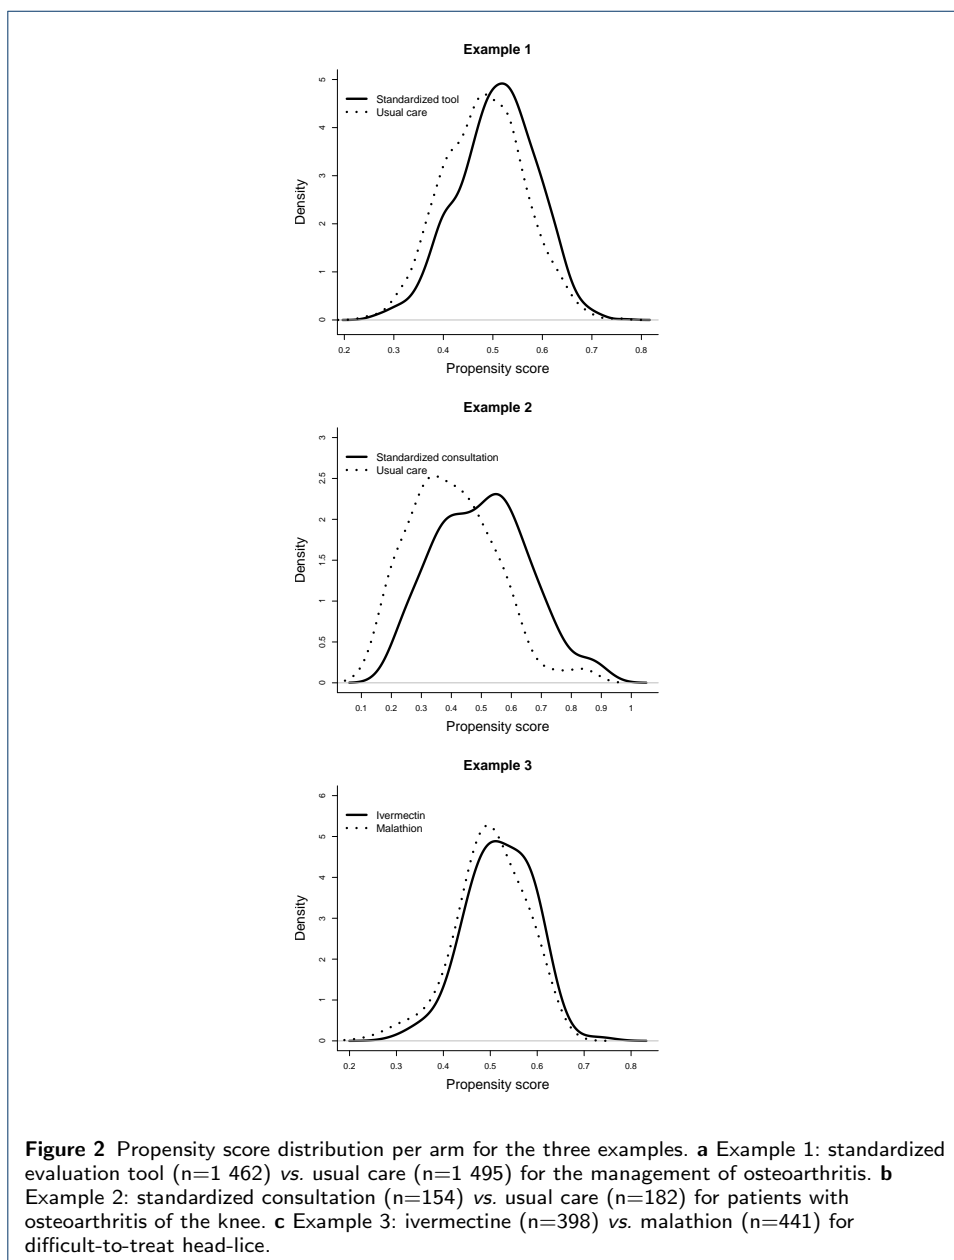 Example 1
Standardized tool
Usual care
Density
0
1
2
3
4
5
0.2 0.3 0.4 0.5 0.6 0.7 0.8
Propensity score
Example 2
Standardized consultation
Usual care
Density
0
0.5
1
1.5
2
2.5
3
0.1 0.2 0.3 0.4 0.5 0.6 0.7 0.8 0.9 1
Propensity score
Example 3
Ivermectin
Malathion
Density
0
1
2
3
4
5
6
0.2 0.3 0.4 0.5 0.6 0.7 0.8
Propensity score
Figure 2 Propensity score distribution per arm for the three examples. a Example 1: standardized
evaluation tool (n=1 462) vs. usual care (n=1 495) for the management of osteoarthritis. b
Example 2: standardized consultation (n=154) vs. usual care (n=182) for patients with
osteoarthritis of the knee. c Example 3: ivermectine (n=398) vs. malathion (n=441) for
difficult-to-treat head-lice.